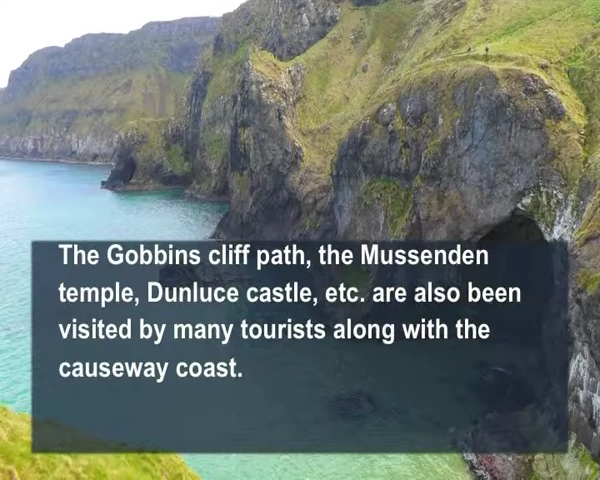 The Gobbins cliff path, the Mussenden
temple, Dunluce castle, etc. are also been
visited by many tourists along with the
causeway coast.